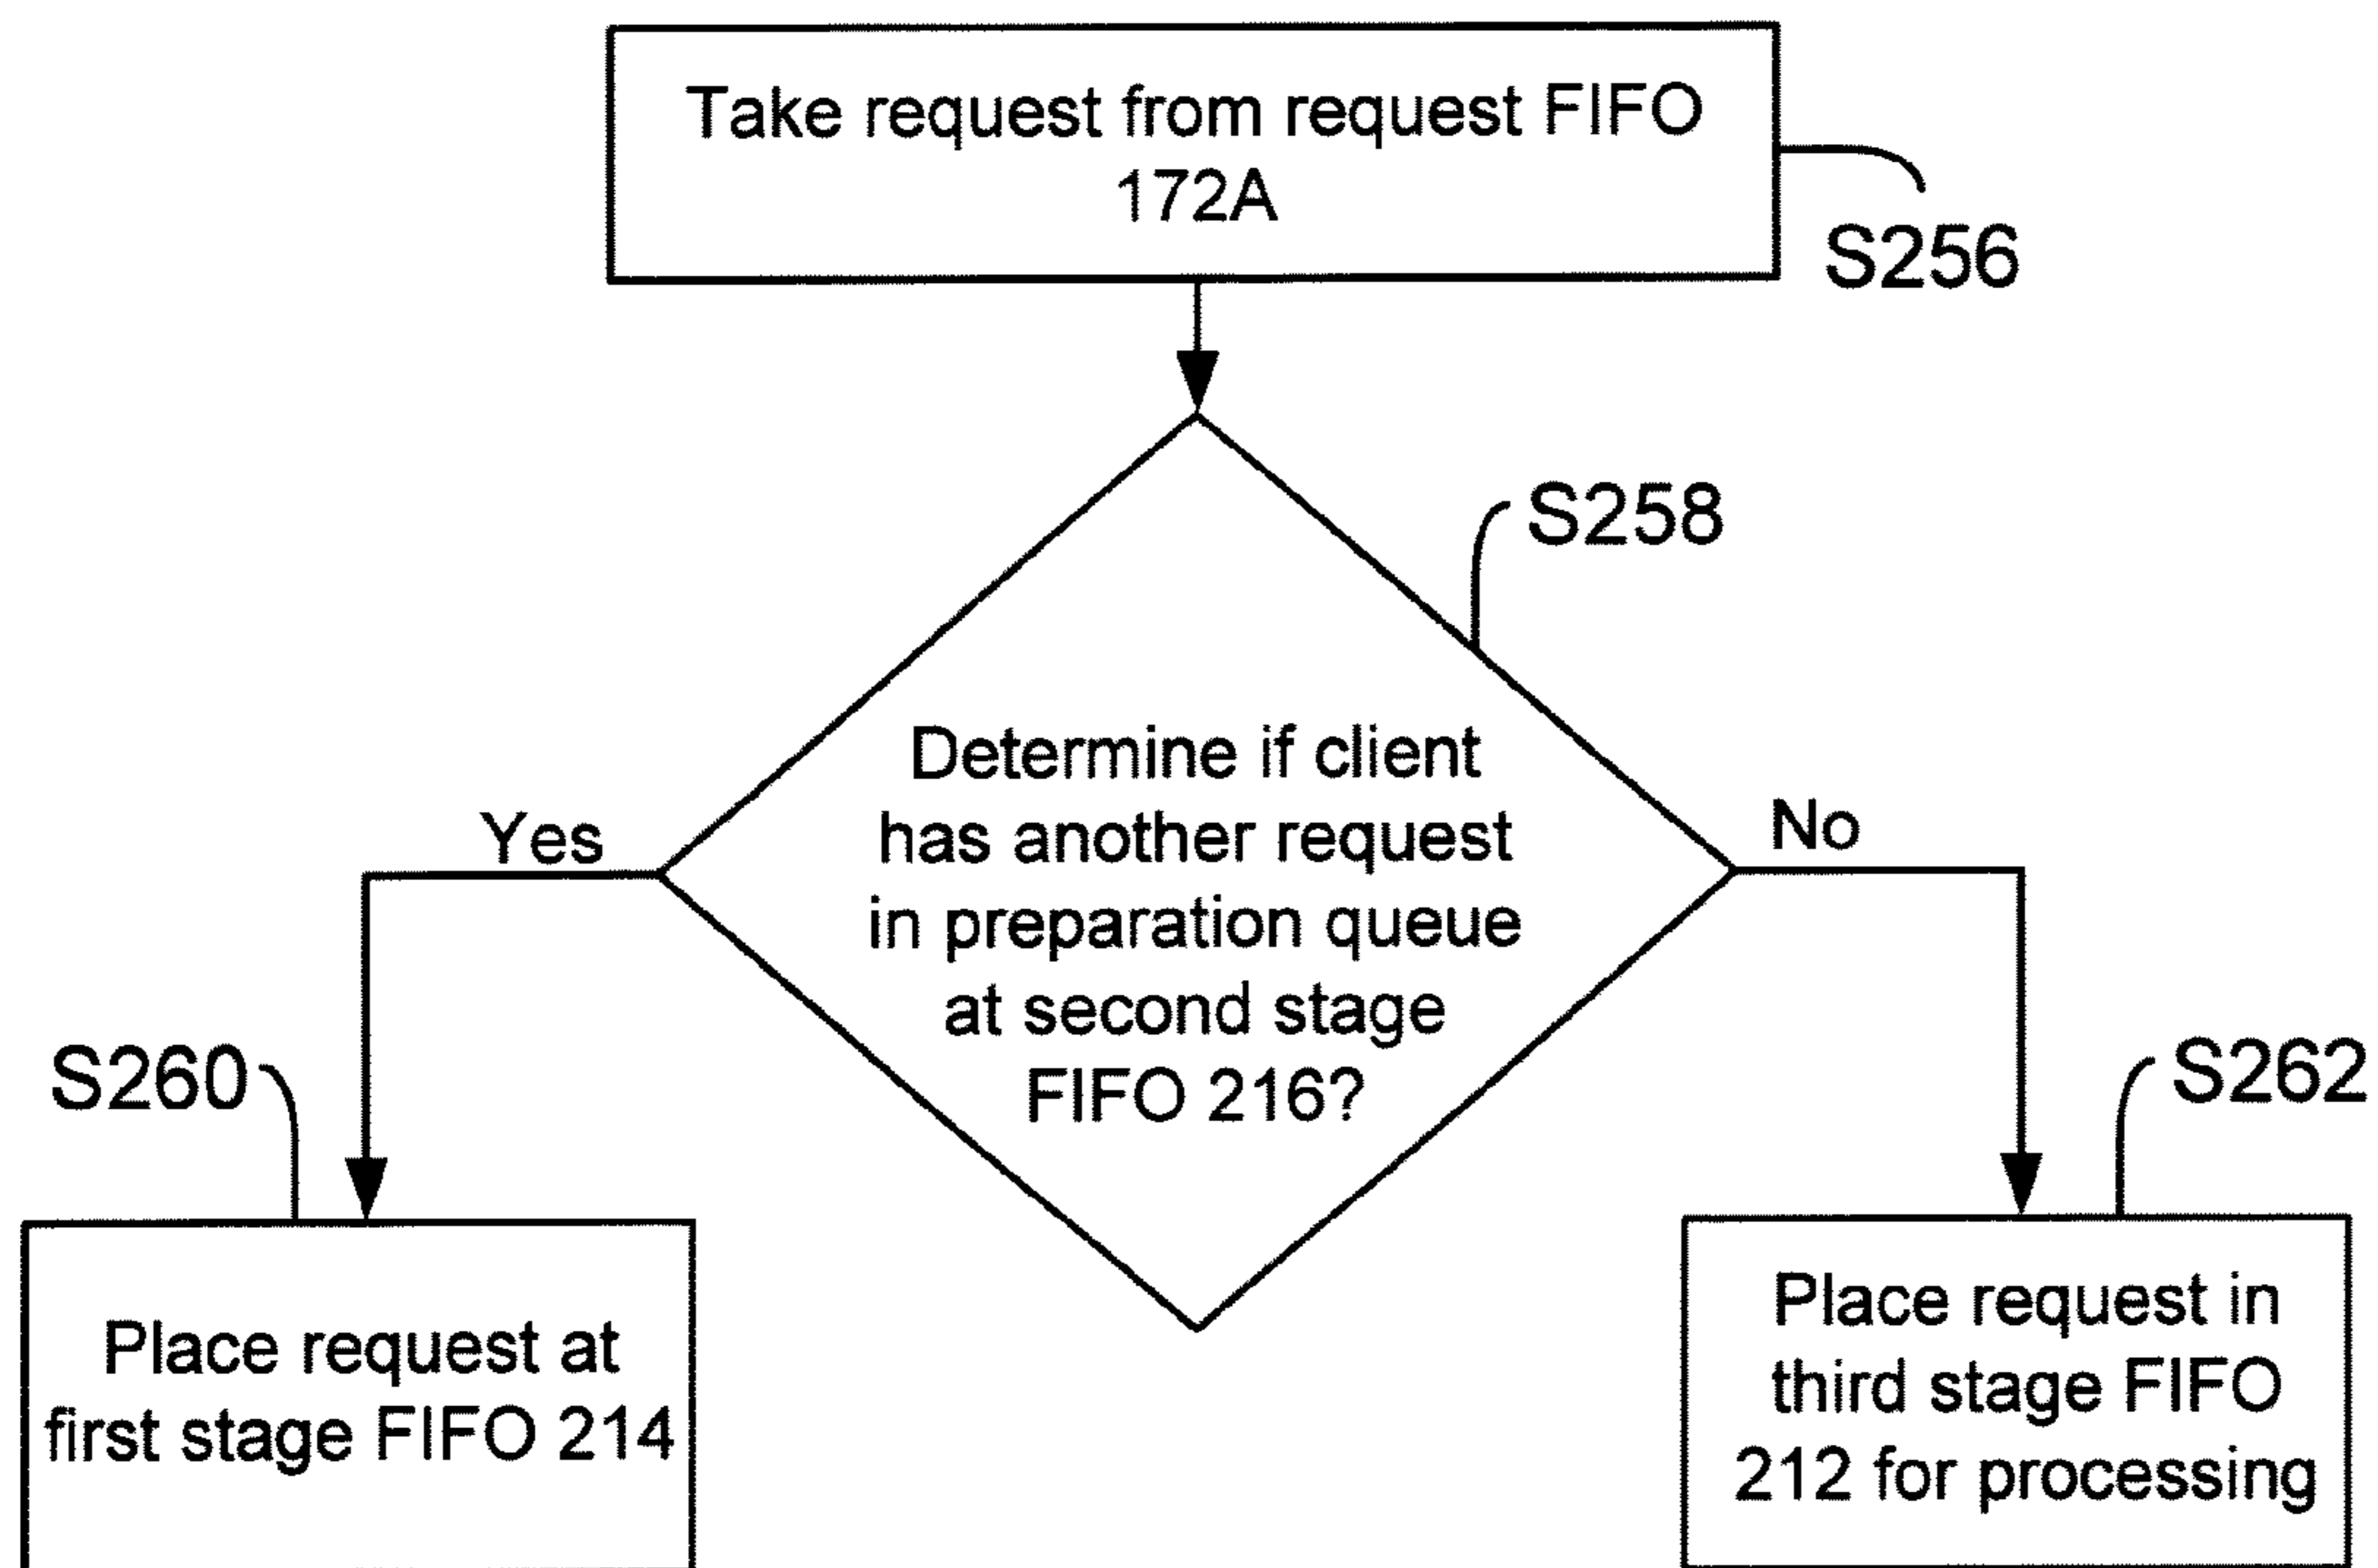 Take request from request FIFO
172A
S256
S258
Determine if client
has another request
in preparation queue
at second stage
FIFO 216?
Yes
No
S260
S262
Place request at
first stage FIFO 214
Place request in
third stage FIFO
212 for processing